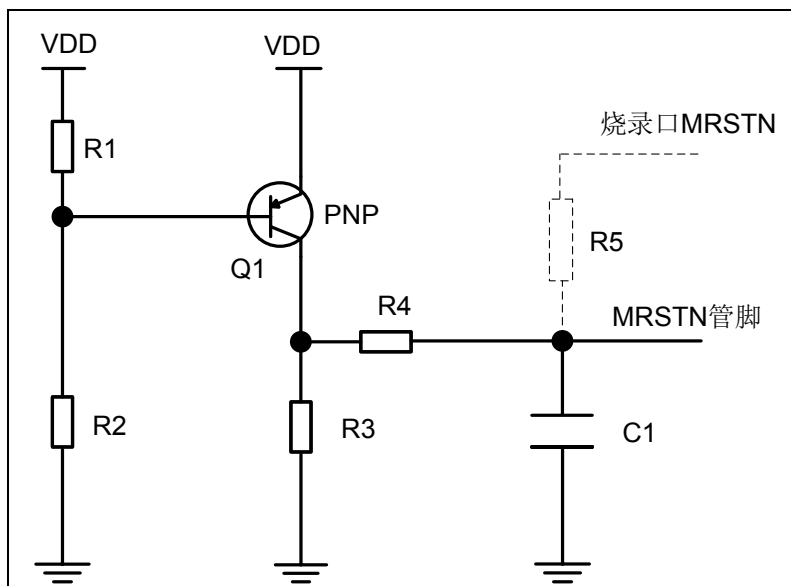 VDD
VDD
R1
烧录口MRSTN
PNP
R5
Q1
R4
MRSTN管脚
R2
R3
C1